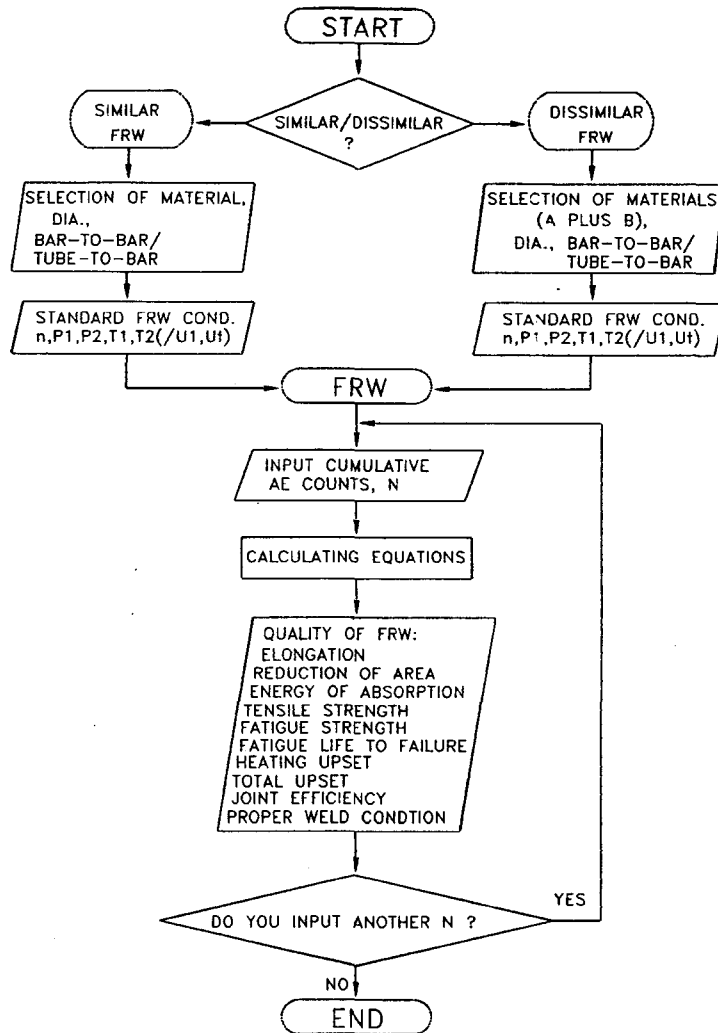 START
SIMILAR/DISSIMILAR
?
SIMILAR
FRW
DISSIMILAR
FRW
SELECTION OF MATERIAL,
DIA.,
BAR-TO-BAR/
TUBE-TO-BAR
SELECTION OF MATERIALS
(A PLUS B),
DIA., BAR-TO-BAR/
TUBE-TO-BAR
STANDARD FRW COND.
n,P1,P2,T1,T2(/U1,Ut)
STANDARD FRW COND.
n,P1,P2,T1,T2(/U1,Ut)
FRW
INPUT CUMULATIVE
AE COUNTS, N
CALCULATING EQUATIONS
QUALITY OF FRW:
ELONGATION
REDUCTION OF AREA
ENERGY OF ABSORPTION
TENSILE STRENGTH
FATIGUE STRENGTH
FATIGUE LIFE TO FAILURE
HEATING UPSET
TOTAL UPSET
JOINT EFFICIENCY
PROPER WELD CONDTION
DO YOU INPUT ANOTHER N ?
YES
NO
END